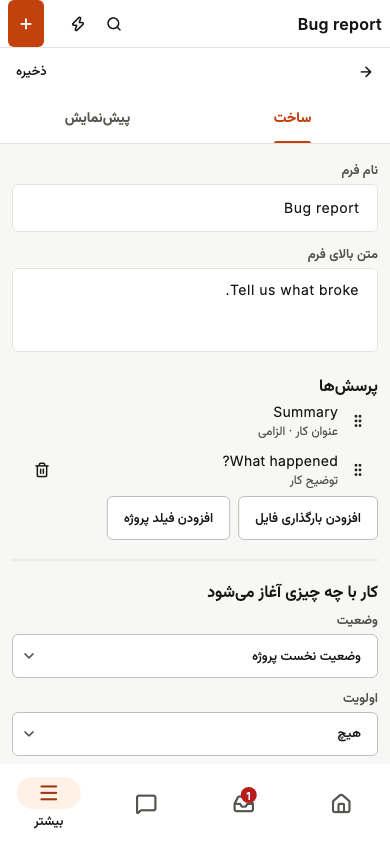 Bug report
ذخیره
ساخت
پیش‌نمایش
نام فرم
Bug report
متن بالای فرم
Tell us what broke.
پرسش‌ها
Summary
عنوان کار · الزامی
What happened?
توضیح کار
افزودن بارگذاری فایل
افزودن فیلد پروژه
کار با چه چیزی آغاز می‌شود
وضعیت
وضعیت نخست پروژه
اولویت
هیچ
1
بیشتر